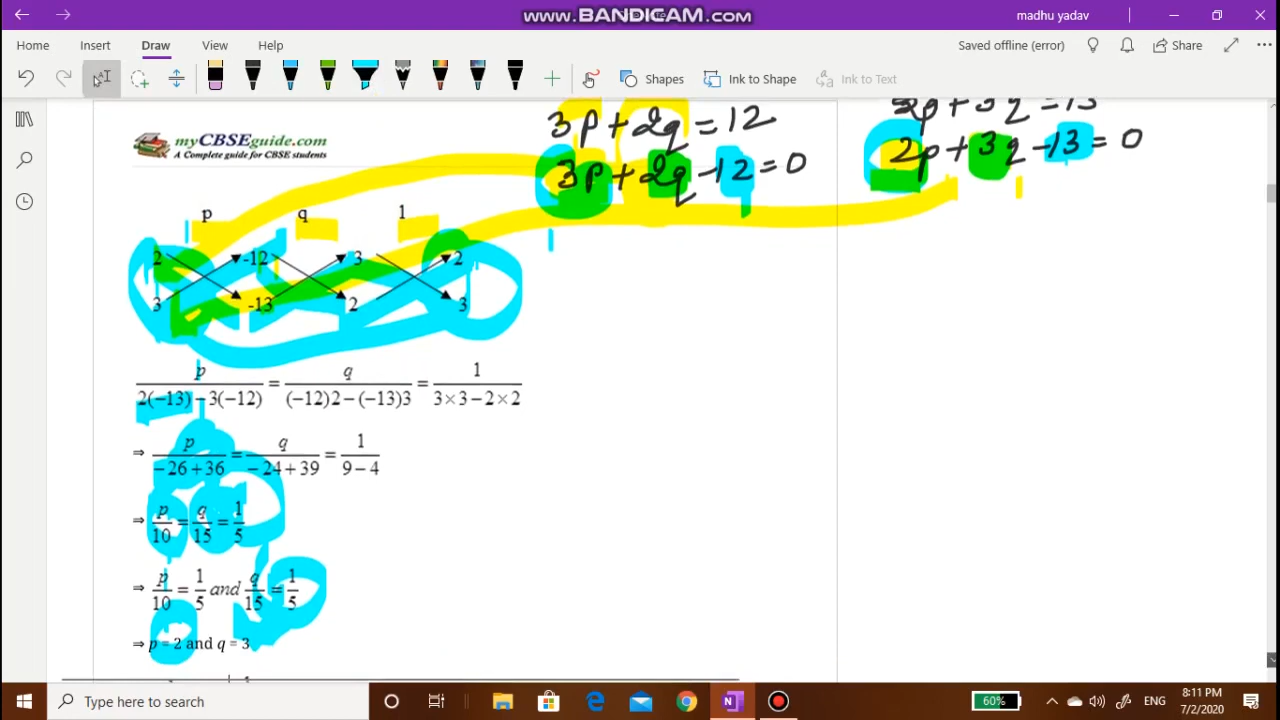 www.BANDICAM.com
madhu yadav
Home Insert Draw View Help
Saved offline (error)
Share
Shapes
Ink to Shape
Ink to Text
myCBSEguide.com
A Complete guide for CBSE students
3p + 2q = 12
3p + 2q - 12 = 0
2p + 3q = 13
2p + 3q - 13 = 0
p q 1
2 -12 3 2
3 -13 2 3
p/(2(−13)−3(−12)) = q/((−12)2−(−13)3) = 1/(3×3−2×2)
⇒ p/(−26+36) = q/(−24+39) = 1/(9−4)
⇒ p/10 = q/15 = 1/5
⇒ p/10 = 1/5 and q/15 = 1/5
⇒ p = 2 and q = 3
Type here to search
60%
ENG
8:11 PM
7/2/2020